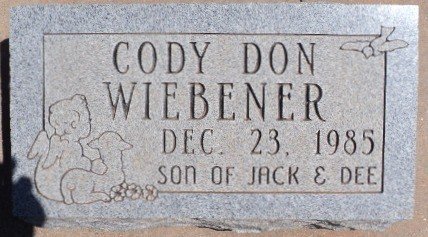 CODY DON
WIEBENER
DEC. 23, 1985
SON OF JACK & DEE